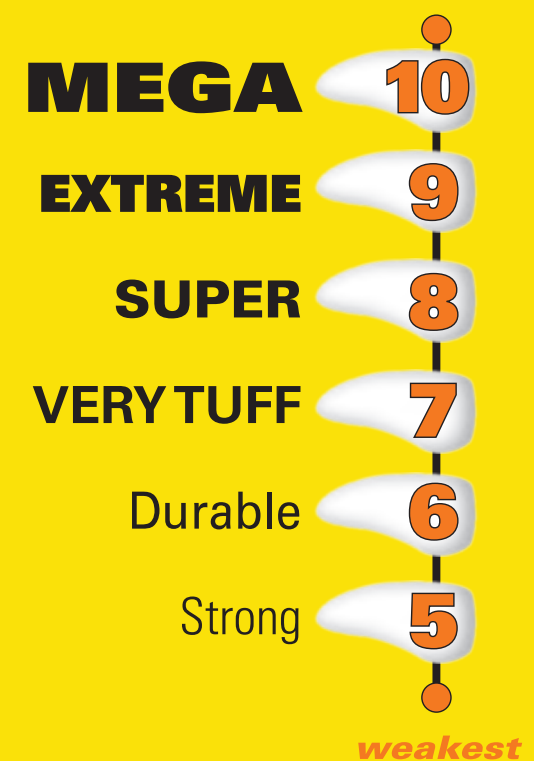 MEGA 10
EXTREME 9
SUPER 8
VERY TUFF 7
Durable 6
Strong 5
weakest